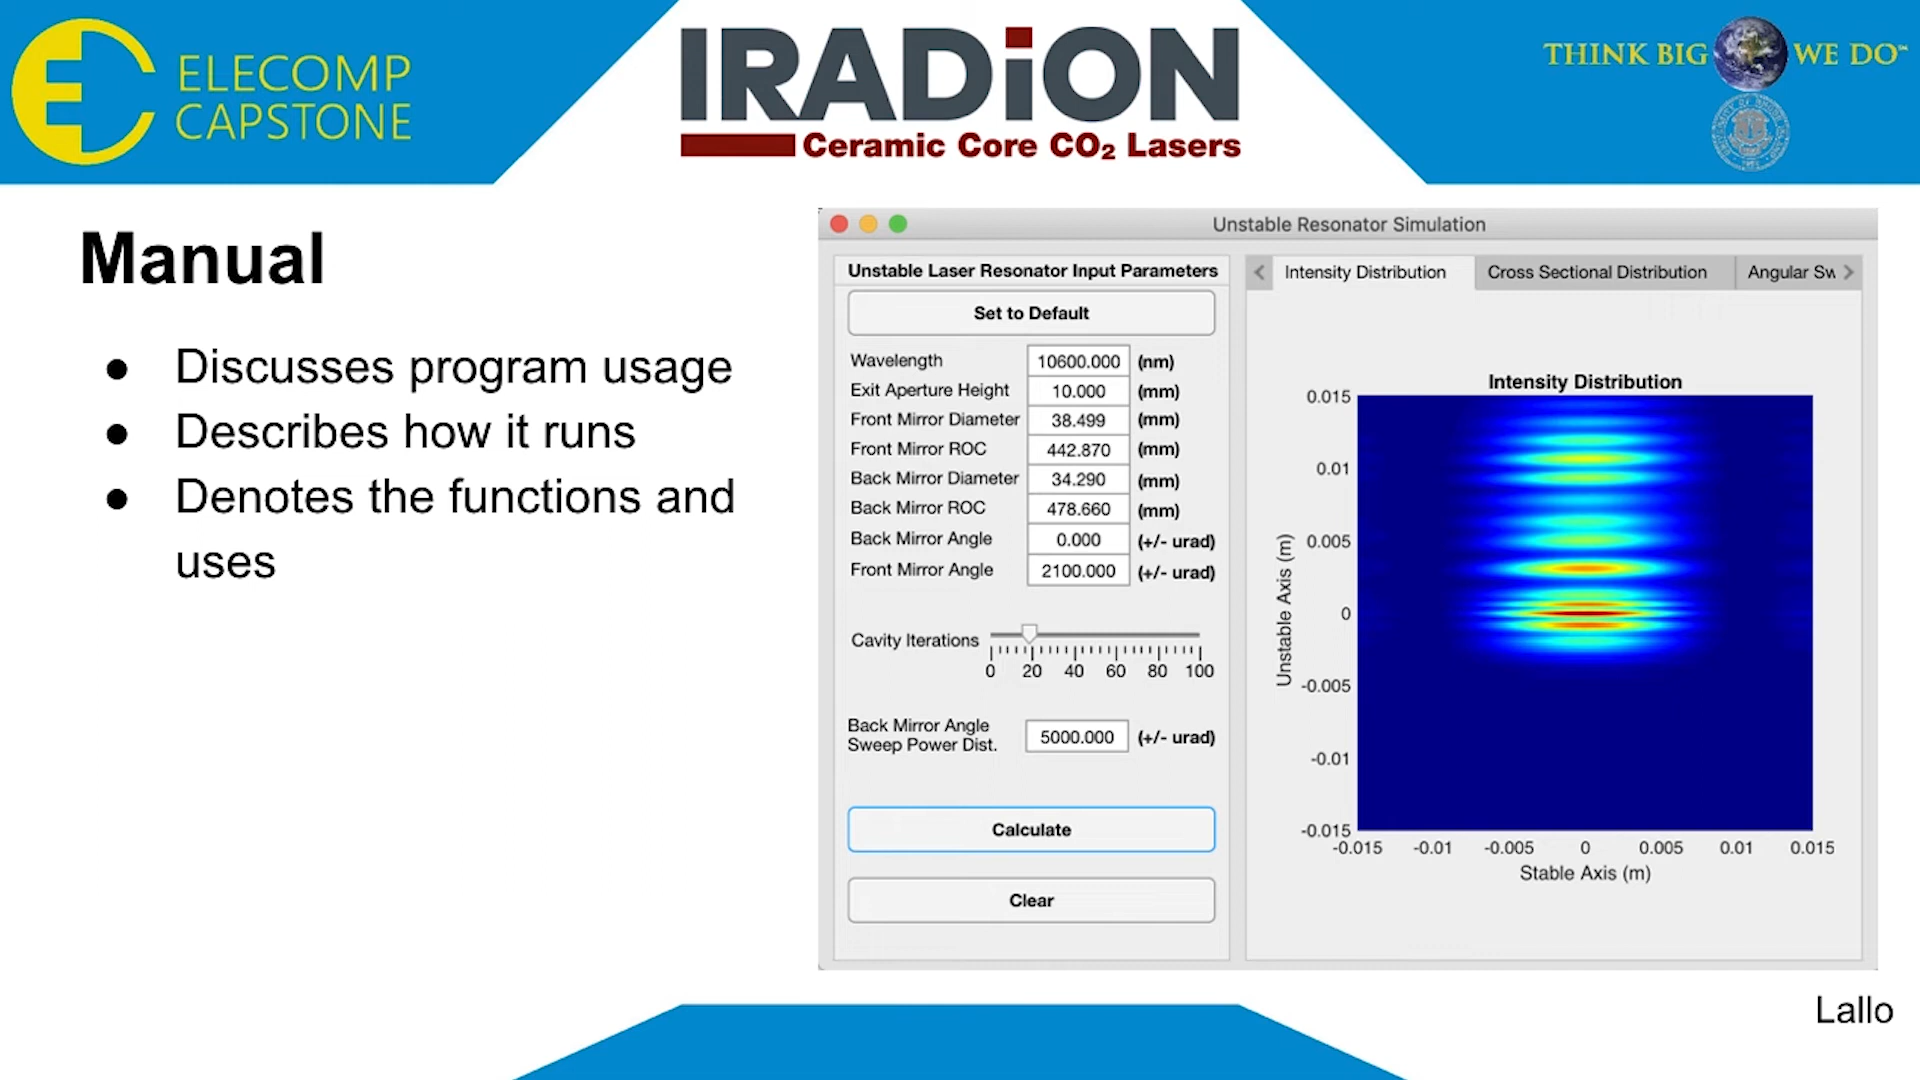 ELECOMP
CAPSTONE
IRADiON
Ceramic Core CO₂ Lasers
THINK BIG WE DO℠
Manual
● Discusses program usage
● Describes how it runs
● Denotes the functions and
uses
Unstable Resonator Simulation
Unstable Laser Resonator Input Parameters
Set to Default
Wavelength 10600.000 (nm)
Exit Aperture Height 10.000 (mm)
Front Mirror Diameter 38.499 (mm)
Front Mirror ROC 442.870 (mm)
Back Mirror Diameter 34.290 (mm)
Back Mirror ROC 478.660 (mm)
Back Mirror Angle 0.000 (+/- urad)
Front Mirror Angle 2100.000 (+/- urad)
Cavity Iterations
0 20 40 60 80 100
Back Mirror Angle
Sweep Power Dist. 5000.000 (+/- urad)
Calculate
Clear
< Intensity Distribution Cross Sectional Distribution Angular Sw >
Intensity Distribution
0.015
0.01
0.005
0
-0.005
-0.01
-0.015
Unstable Axis (m)
-0.015 -0.01 -0.005 0 0.005 0.01 0.015
Stable Axis (m)
Lallo